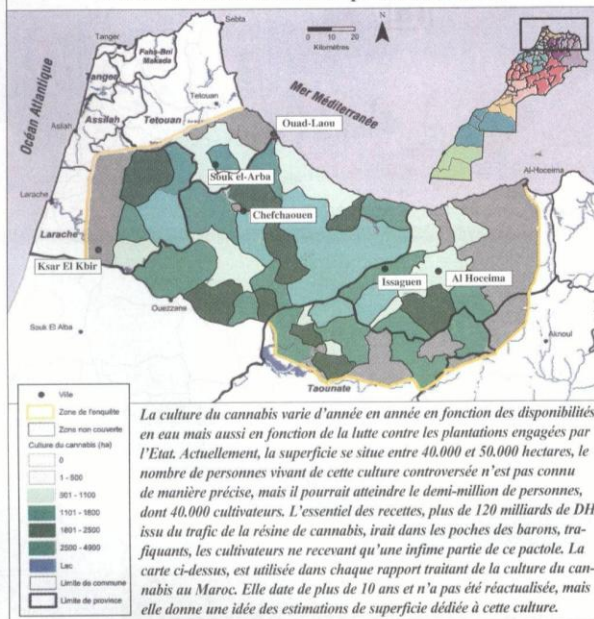 Sebta
N
0 10 20
Kilomètres
Tanger
Fahs-Bni
Makada
Tanger
Tetouan
Mer Méditerranée
Océan Atlantique
Assilah
Assilah
Tetouan
Ouad-Laou
Al-Hoceima
Souk el-Arba
Larache
Chefchaouen
Larache
Ksar El Kbir
Issaguen
Al Hoceima
Ouezzane
Souk El Alba
Aknoul
Taounate
Ville
Zone de l'enquête
Zone non couverte
Culture du cannabis (ha)
0
1 - 500
501 - 1100
1101 - 1800
1801 - 2500
2500 - 4900
Lac
Limite de commune
Limite de province
La culture du cannabis varie d'année en année en fonction des disponibilités
en eau mais aussi en fonction de la lutte contre les plantations engagées par
l'Etat. Actuellement, la superficie se situe entre 40.000 et 50.000 hectares, le
nombre de personnes vivant de cette culture controversée n'est pas connu
de manière précise, mais il pourrait atteindre le demi-million de personnes,
dont 40.000 cultivateurs. L'essentiel des recettes, plus de 120 milliards de DH
issu du trafic de la résine de cannabis, irait dans les poches des barons, tra-
fiquants, les cultivateurs ne recevant qu'une infime partie de ce pactole. La
carte ci-dessus, est utilisée dans chaque rapport traitant de la culture du can-
nabis au Maroc. Elle date de plus de 10 ans et n'a pas été réactualisée, mais
elle donne une idée des estimations de superficie dédiée à cette culture.